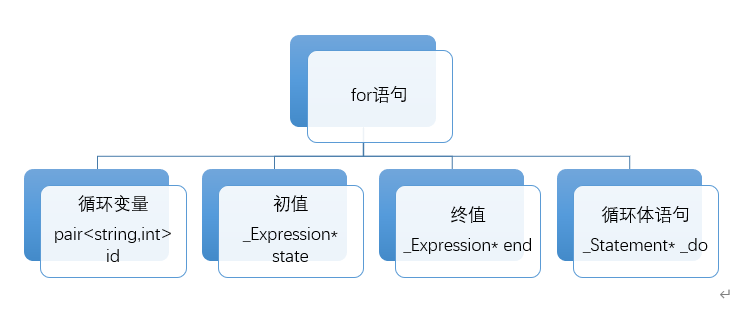 for语句
循环变量
pair<string,int>
id
初值
_Expression*
state
终值
_Expression* end
循环体语句
_Statement* _do